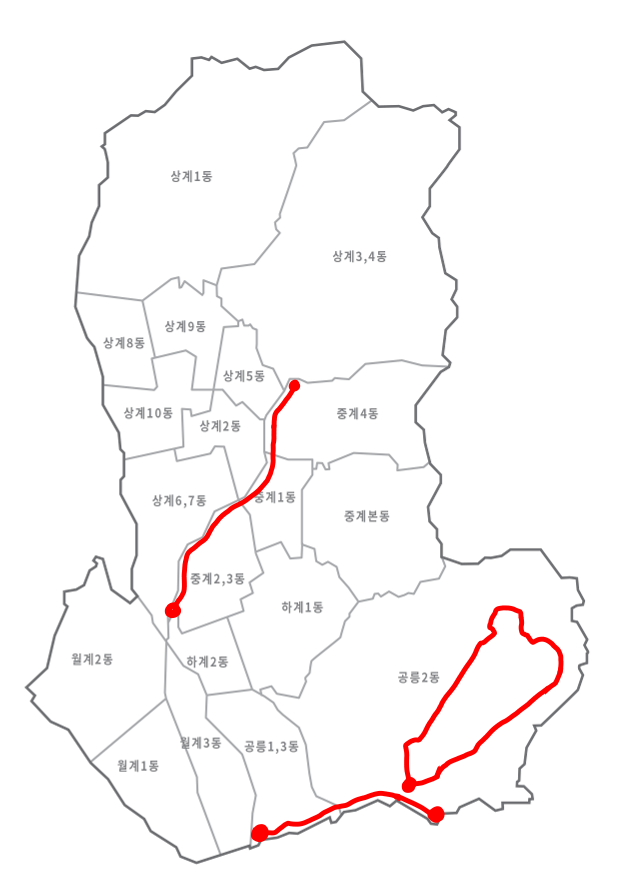 상계1동
상계3,4동
상계9동
상계8동
상계5동
상계10동
중계4동
상계2동
중계1동
상계6,7동
중계본동
중계2,3동
하계1동
월계2동
하계2동
공릉2동
월계3동
공릉1,3동
월계1동